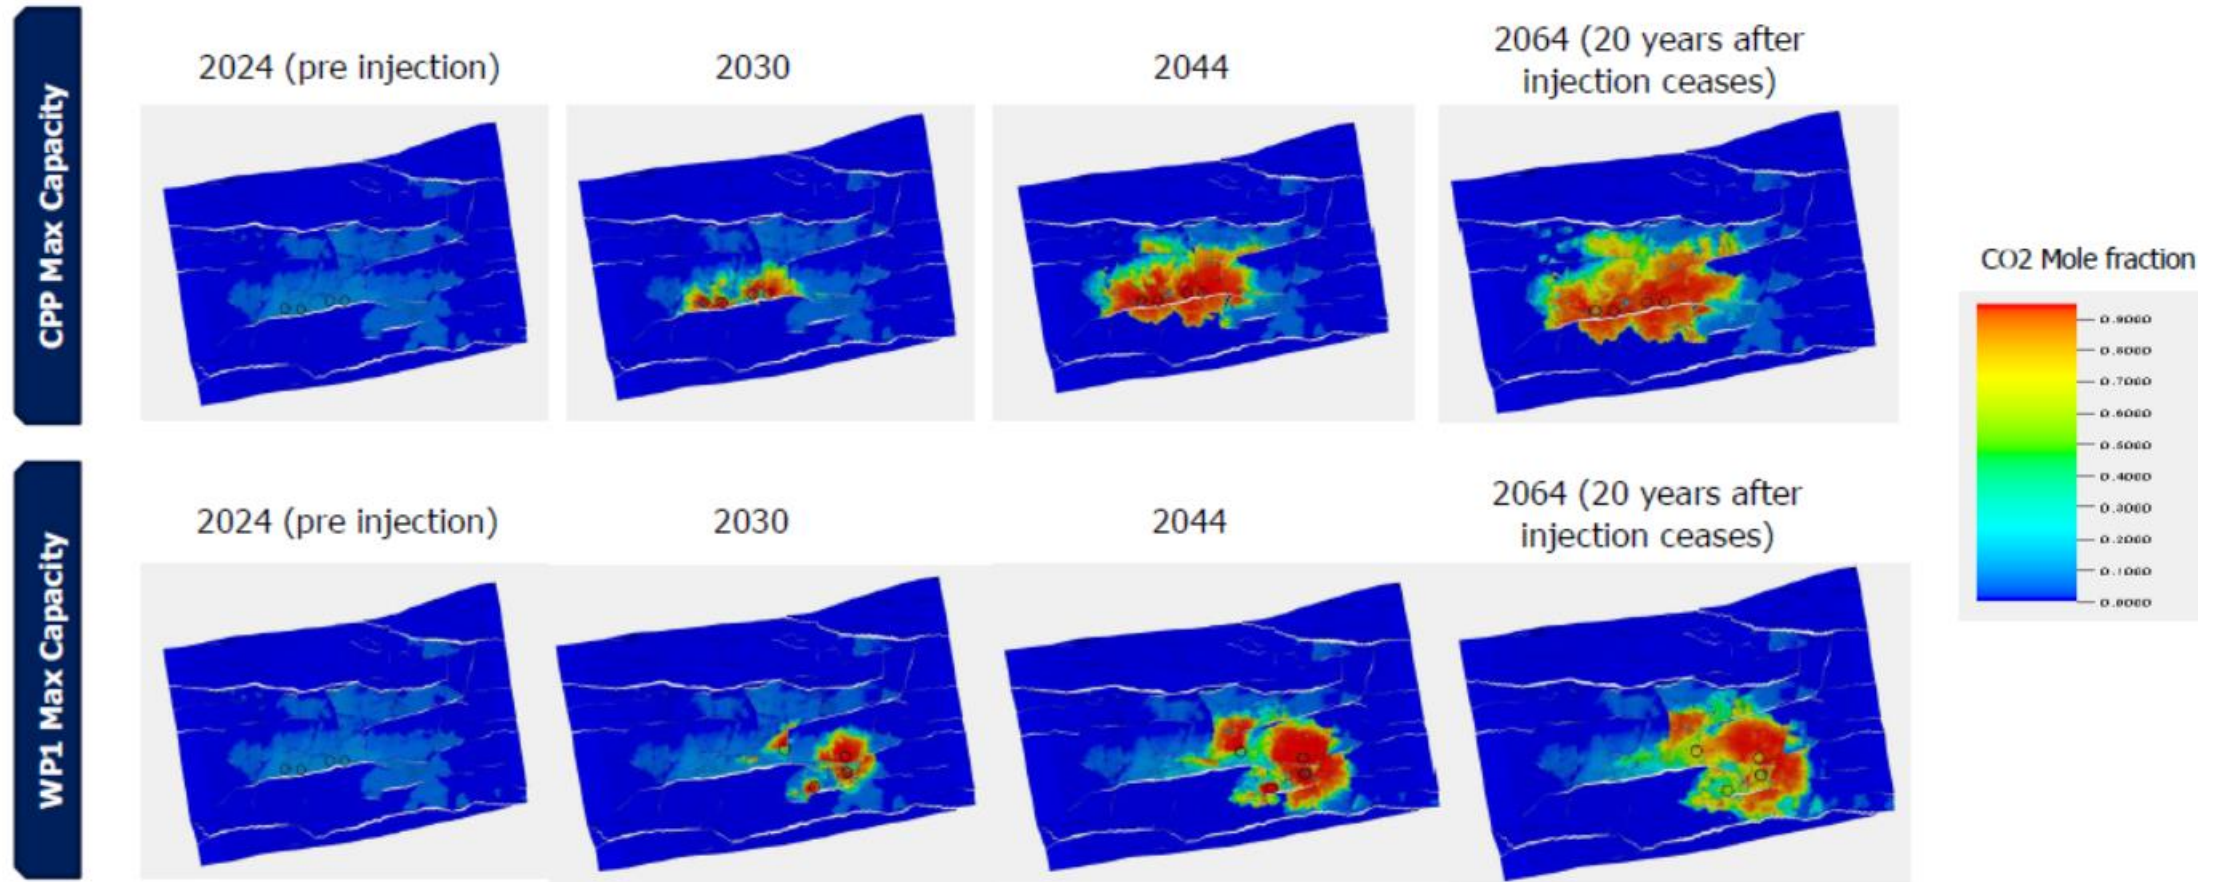 CPP Max Capacity
2024 (pre injection)
2030
2044
2064 (20 years after
injection ceases)
WP1 Max Capacity
2024 (pre injection)
2030
2044
2064 (20 years after
injection ceases)
CO2 Mole fraction
0.9000
0.8000
0.7000
0.6000
0.5000
0.4000
0.3000
0.2000
0.1000
0.0000